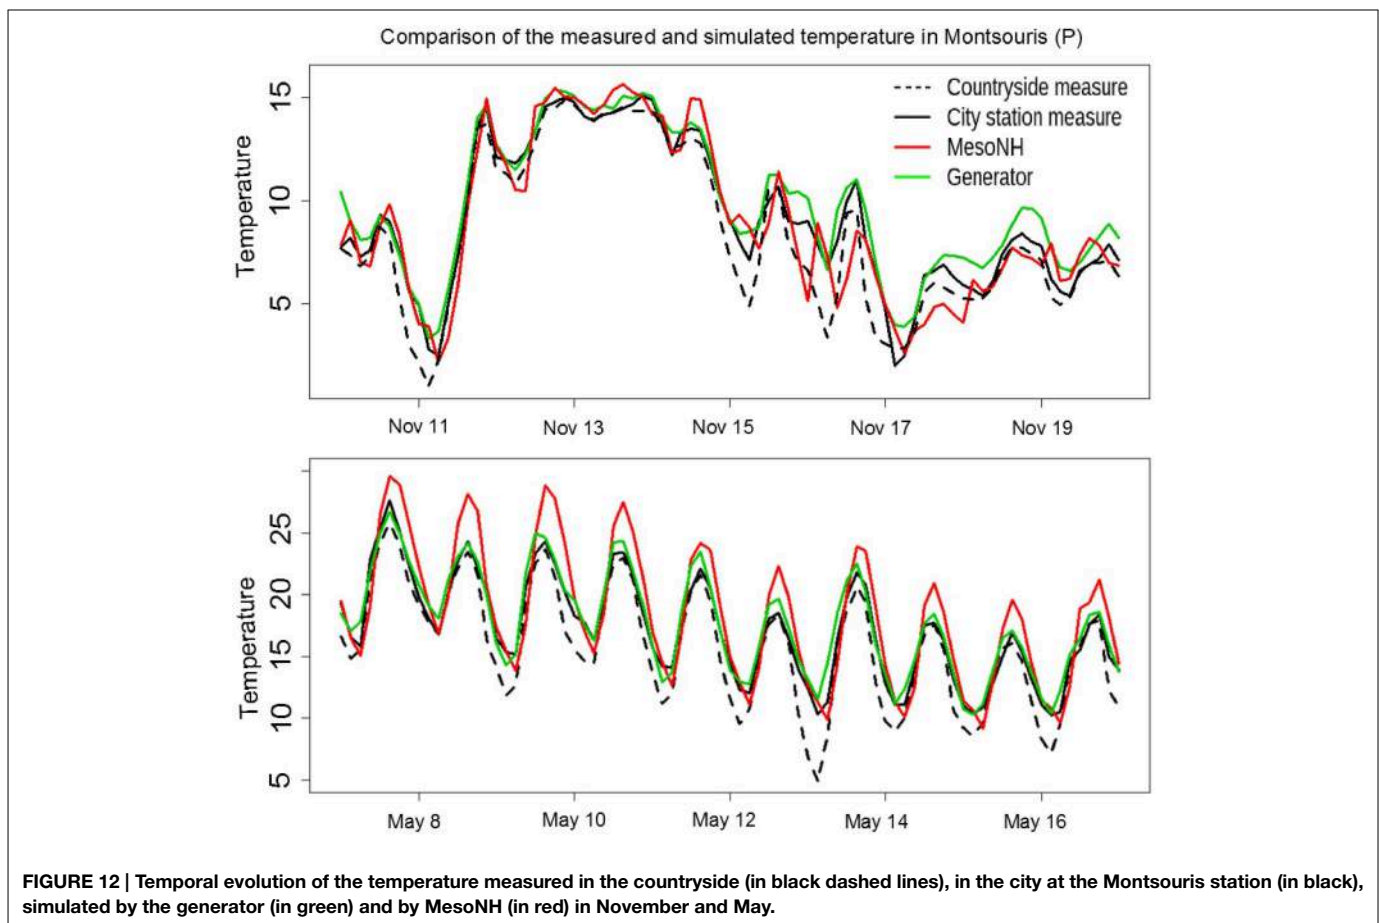 Comparison of the measured and simulated temperature in Montsouris (P)
Countryside measure
City station measure
MesoNH
Generator
Temperature
15
10
5
Nov 11 Nov 13 Nov 15 Nov 17 Nov 19
Temperature
25
20
15
10
5
May 8 May 10 May 12 May 14 May 16
FIGURE 12 | Temporal evolution of the temperature measured in the countryside (in black dashed lines), in the city at the Montsouris station (in black),
simulated by the generator (in green) and by MesoNH (in red) in November and May.